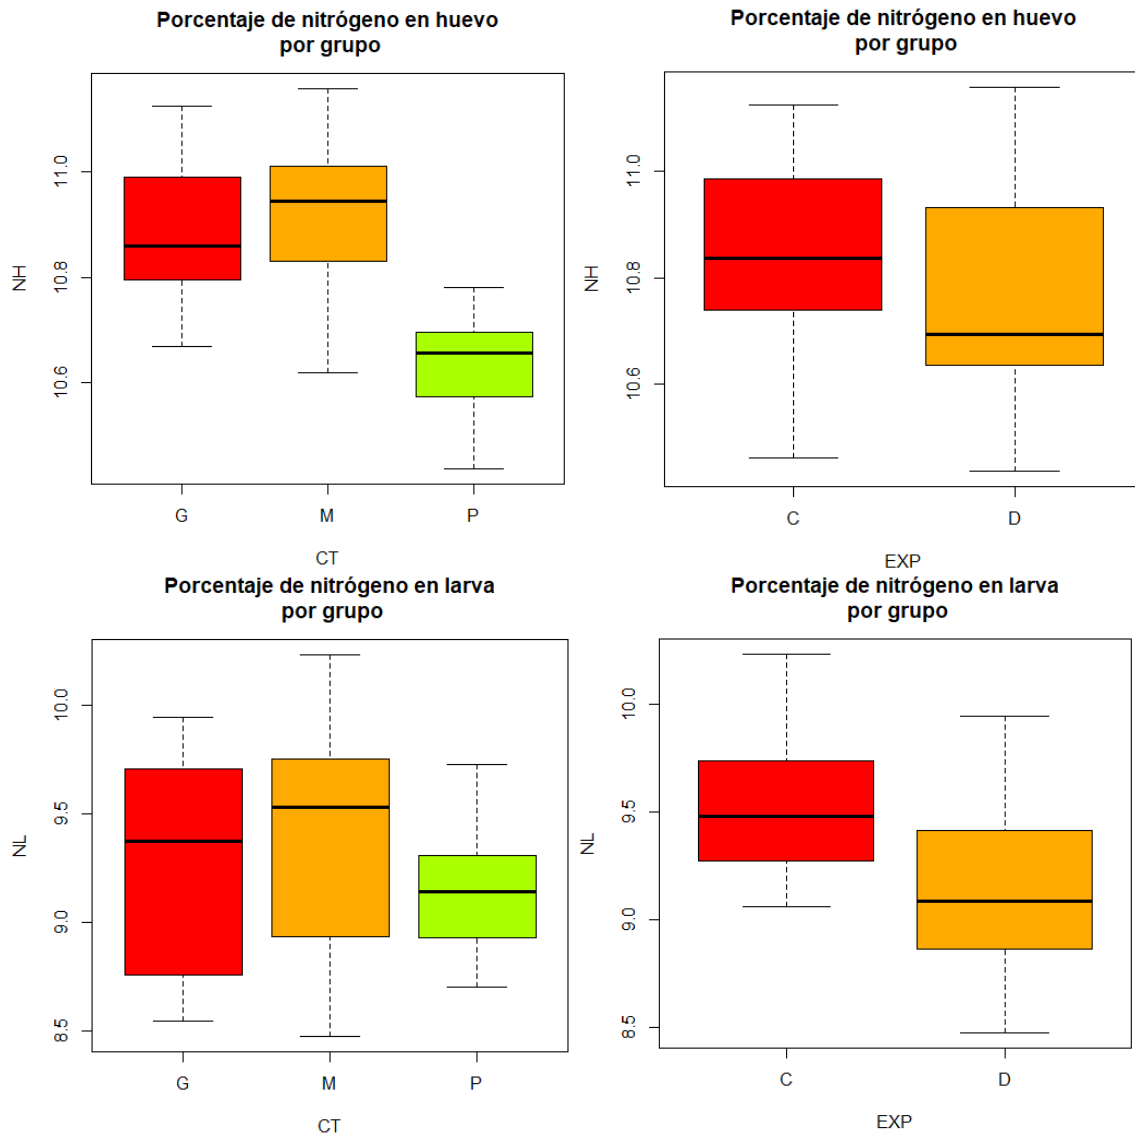 Porcentaje de nitrógeno en huevo
por grupo
NH
11.0
10.8
10.6
G M P
CT
Porcentaje de nitrógeno en huevo
por grupo
NH
11.0
10.8
10.6
C D
EXP
Porcentaje de nitrógeno en larva
por grupo
NL
10.0
9.5
9.0
8.5
G M P
CT
Porcentaje de nitrógeno en larva
por grupo
NL
10.0
9.5
9.0
8.5
C D
EXP